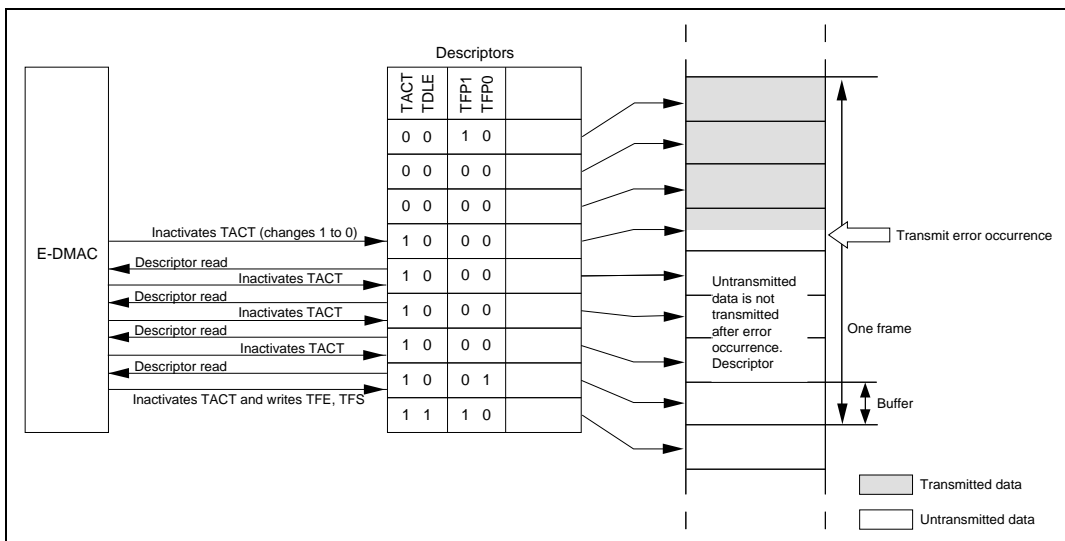 Descriptors
TACT
TDLE
TFP1
TFP0
0 0 1 0
0 0 0 0
0 0 0 0
E-DMAC
Inactivates TACT (changes 1 to 0)
1 0 0 0
Transmit error occurrence
Descriptor read
Inactivates TACT
1 0 0 0
Descriptor read
Inactivates TACT
1 0 0 0
Descriptor read
Inactivates TACT
1 0 0 0
Descriptor read
1 0 0 1
Inactivates TACT and writes TFE, TFS
1 1 1 0
Untransmitted
data is not
transmitted
after error
occurrence.
Descriptor
One frame
Buffer
Transmitted data
Untransmitted data